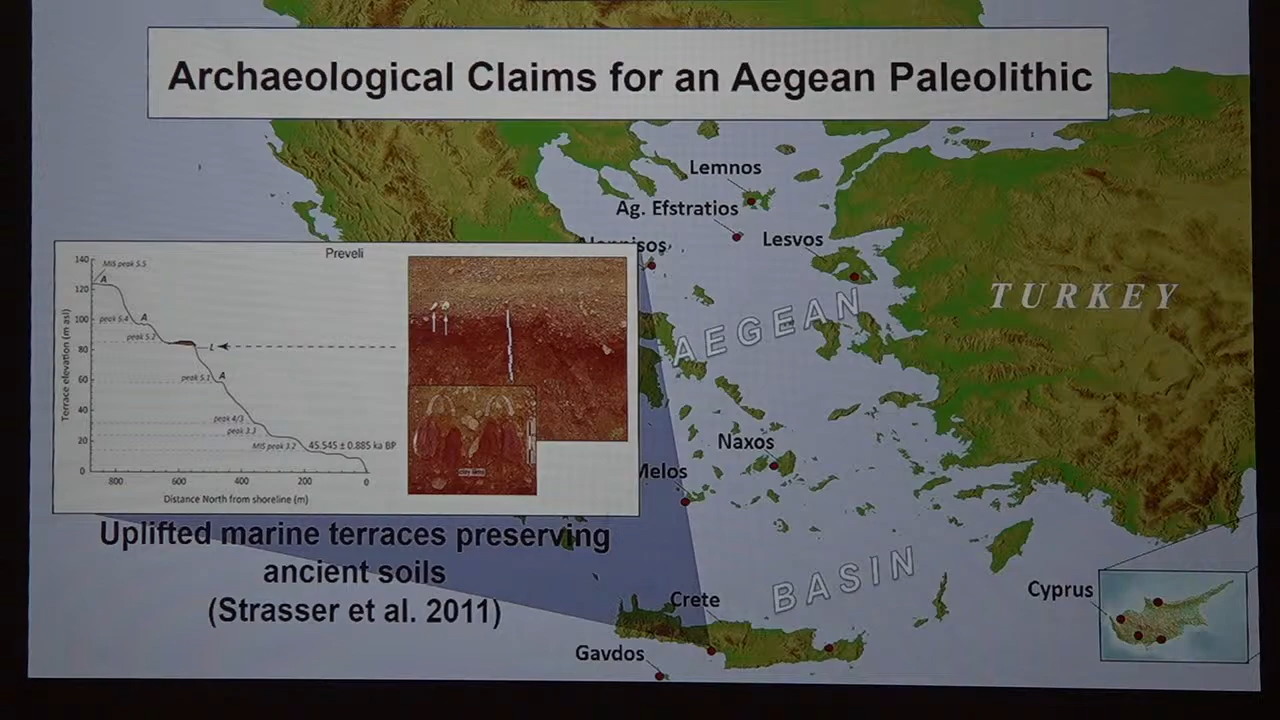 Archaeological Claims for an Aegean Paleolithic
Lemnos
Ag. Efstratios
Lesvos
TURKEY
AEGEAN
BASIN
Naxos
Melos
Crete
Gavdos
Cyprus
Preveli
140
120
100
80
60
40
20
0
Terrace elevation (m asl)
MIS peak 5.5
A
peak 5.4
A
peak 5.2
L
peak 5.1
A
peak 4/3
peak 3.3
MIS peak 3.2
45.545 ± 0.885 ka BP
800
600
400
200
0
Distance North from shoreline (m)
Uplifted marine terraces preserving
ancient soils
(Strasser et al. 2011)